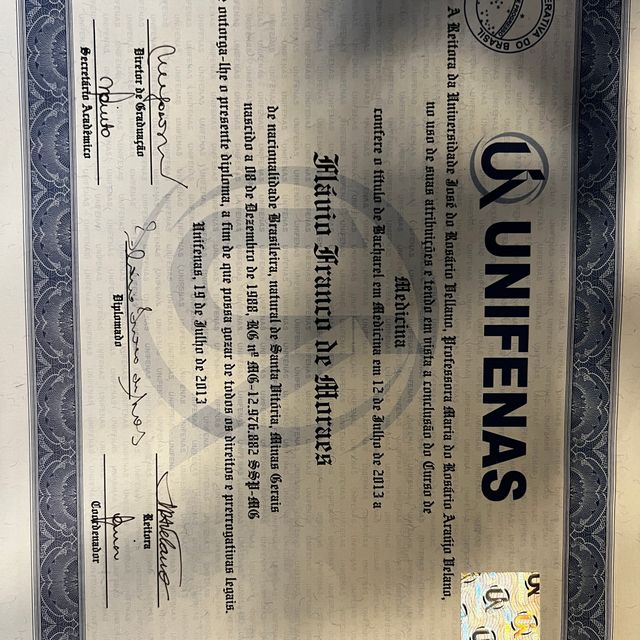 ERATIVA DO BRASIL
UNIFENAS
A Reitora da Universidade José do Rosário Vellano, Professora Maria do Rosário Araújo Velano,
no uso de suas atribuições e tendo em vista a conclusão do Curso de
Medicina
confere o título de Bacharel em Medicina em 12 de Julho de 2013 a
Flávio Franco de Moraes
de nacionalidade Brasileira, natural de Santa Vitória, Minas Gerais
nascido a 08 de Dezembro de 1988, RG nº MG-12.976.882 SSP-MG
e outorga-lhe o presente diploma, a fim de que possa gozar de todos os direitos e prerrogativas legais.
Unifenas, 19 de Julho de 2013
Diretor de Graduação
Reitora
Diplomado
Secretário Acadêmico
Coordenador